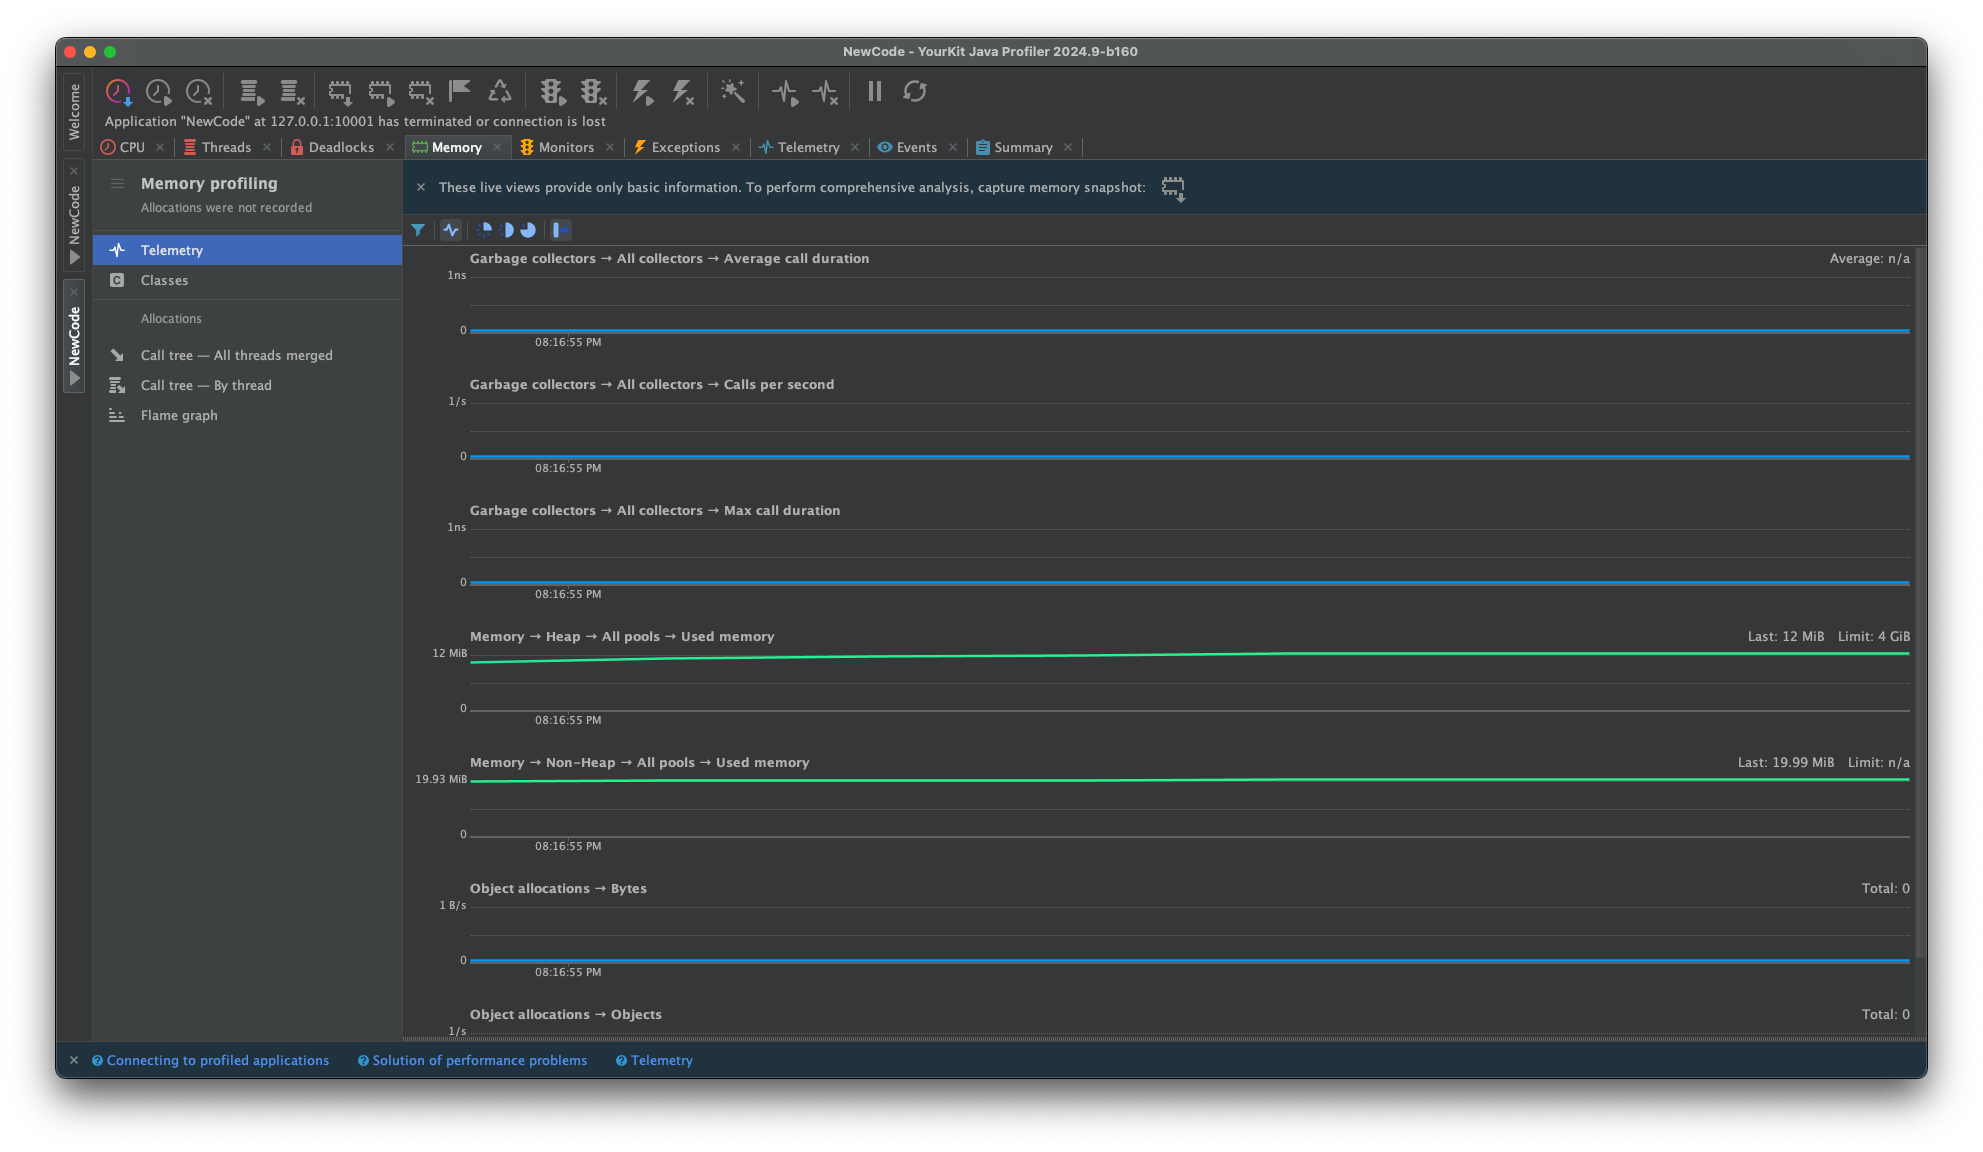 NewCode - YourKit Java Profiler 2024.9-b160
Welcome
NewCode
NewCode
Application "NewCode" at 127.0.0.1:10001 has terminated or connection is lost
CPU
Threads
Deadlocks
Memory
Monitors
Exceptions
Telemetry
Events
Summary
Memory profiling
Allocations were not recorded
Telemetry
C Classes
Allocations
Call tree — All threads merged
Call tree — By thread
Flame graph
These live views provide only basic information. To perform comprehensive analysis, capture memory snapshot:
Garbage collectors → All collectors → Average call duration
Average: n/a
1ns
0
08:16:55 PM
Garbage collectors → All collectors → Calls per second
1/s
0
08:16:55 PM
Garbage collectors → All collectors → Max call duration
1ns
0
08:16:55 PM
Memory → Heap → All pools → Used memory
Last: 12 MiB Limit: 4 GiB
12 MiB
0
08:16:55 PM
Memory → Non-Heap → All pools → Used memory
Last: 19.99 MiB Limit: n/a
19.93 MiB
0
08:16:55 PM
Object allocations → Bytes
Total: 0
1 B/s
0
08:16:55 PM
Object allocations → Objects
Total: 0
1/s
Connecting to profiled applications
Solution of performance problems
Telemetry